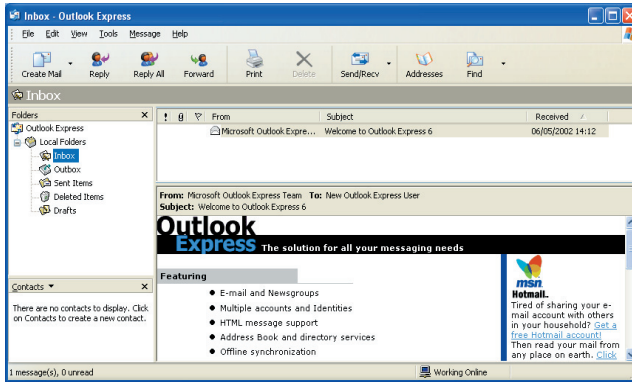 Inbox - Outlook Express
File Edit View Tools Message Help
Create Mail Reply Reply All Forward Print Delete Send/Recv Addresses Find
Inbox
Folders
Outlook Express
Local Folders
Inbox
Outbox
Sent Items
Deleted Items
Drafts
Contacts
There are no contacts to display. Click
on Contacts to create a new contact.
! From Subject Received
Microsoft Outlook Expre... Welcome to Outlook Express 6 06/05/2002 14:12
From: Microsoft Outlook Express Team To: New Outlook Express User
Subject: Welcome to Outlook Express 6
Outlook
Express The solution for all your messaging needs
Featuring
● E-mail and Newsgroups
● Multiple accounts and Identities
● HTML message support
● Address Book and directory services
● Offline synchronization
msn
Hotmail.
Tired of sharing your e-
mail account with others
in your household? Get a
free Hotmail account!
Then read your mail from
any place on earth. Click
1 message(s), 0 unread Working Online